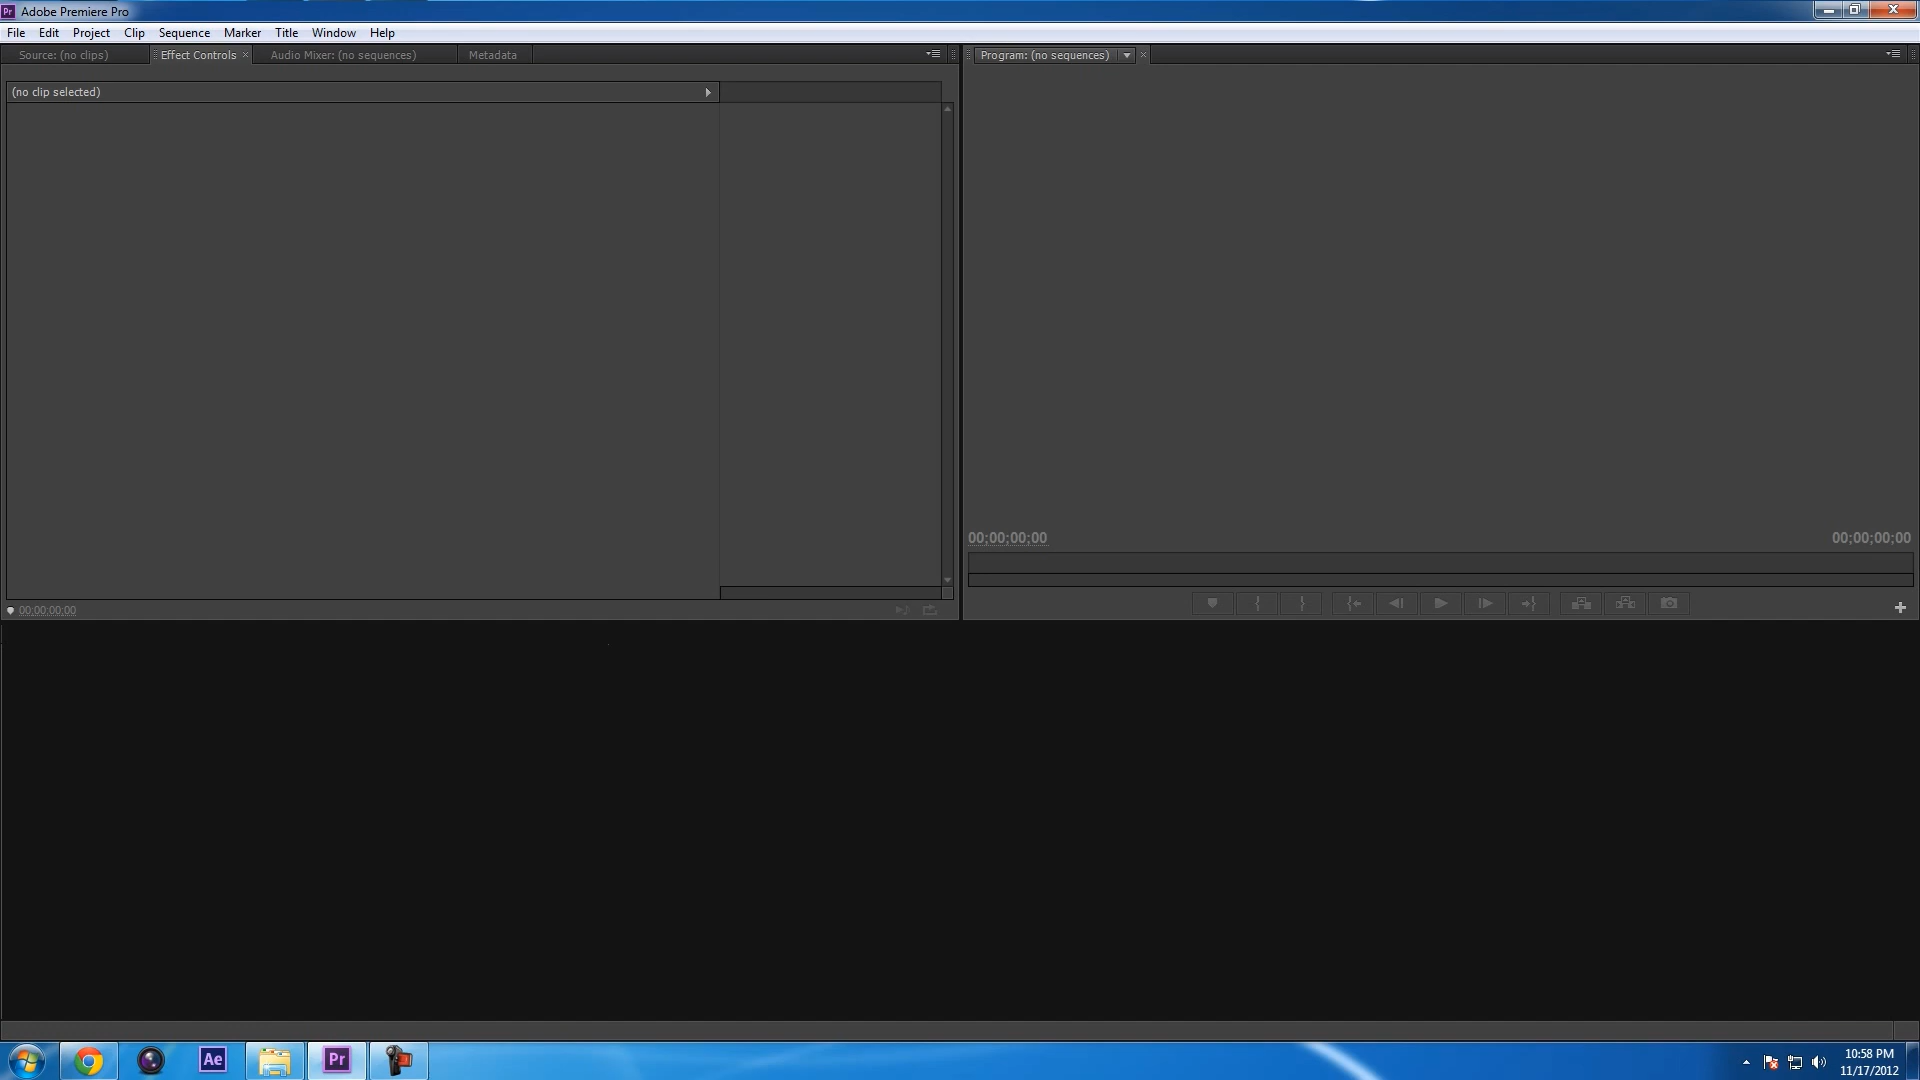 Pr Adobe Premiere Pro
File Edit Project Clip Sequence Marker Title Window Help
Source: (no clips) Effect Controls Audio Mixer: (no sequences) Metadata
Program: (no sequences)
(no clip selected)
00;00;00;00 00;00;00;00
00:00:00:00
Ae Pr
10:58 PM
11/17/2012